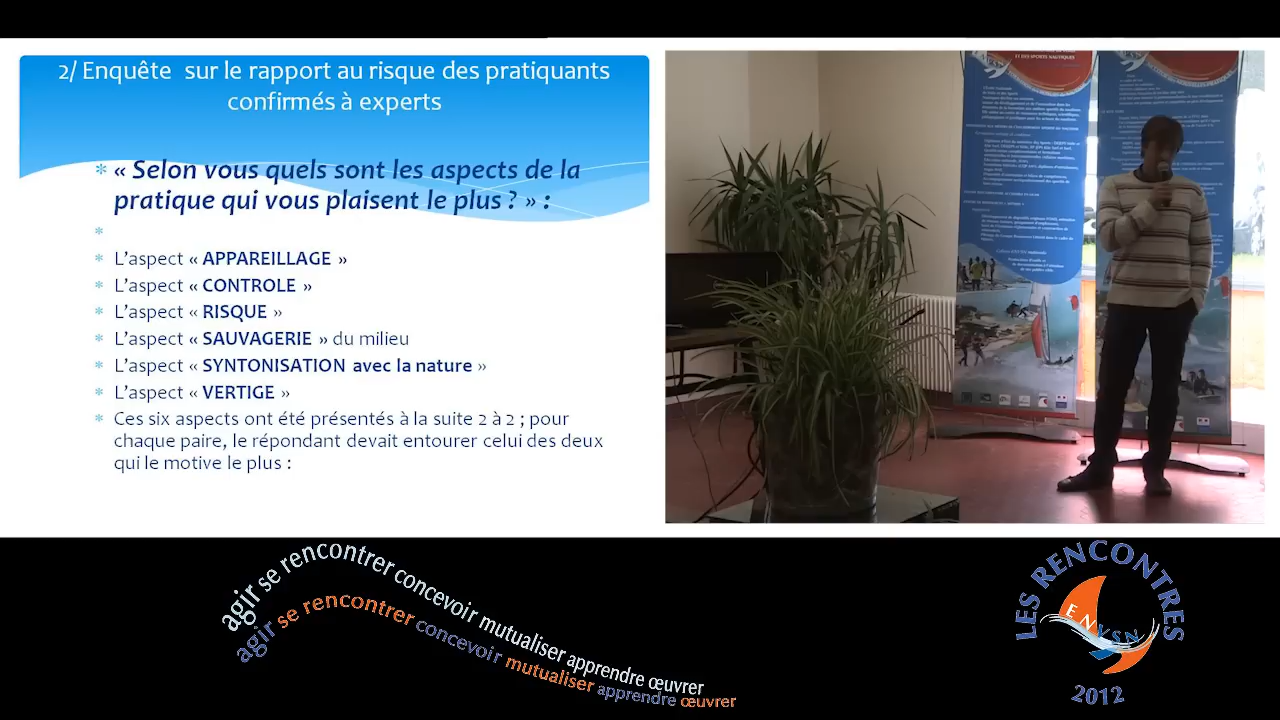 2/ Enquête sur le rapport au risque des pratiquants
confirmés à experts
« Selon vous quels sont les aspects de la
pratique qui vous plaisent le plus ? » :
L'aspect « APPAREILLAGE »
L'aspect « CONTROLE »
L'aspect « RISQUE »
L'aspect « SAUVAGERIE » du milieu
L'aspect « SYNTONISATION avec la nature »
L'aspect « VERTIGE »
Ces six aspects ont été présentés à la suite 2 à 2 ; pour
chaque paire, le répondant devait entourer celui des deux
qui le motive le plus :
ET DES SPORTS NAUTIQUES
agir se rencontrer concevoir mutualiser apprendre œuvrer
agir se rencontrer concevoir mutualiser apprendre œuvrer
LES RENCONTRES
ENVSN
2012